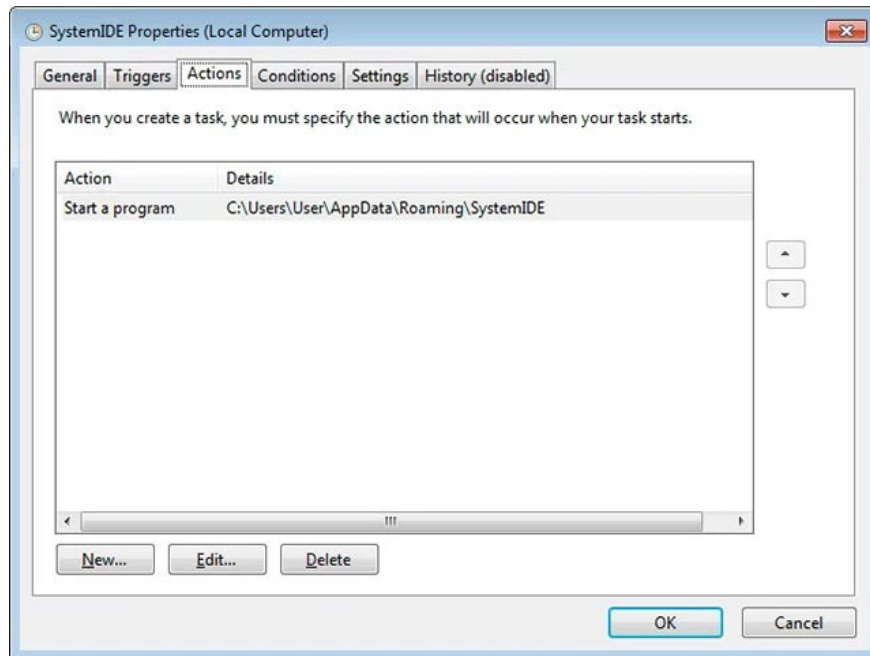 SystemIDE Properties (Local Computer)
General Triggers Actions Conditions Settings History (disabled)
When you create a task, you must specify the action that will occur when your task starts.
Action Details
Start a program C:\Users\User\AppData\Roaming\SystemIDE
New... Edit... Delete
OK Cancel